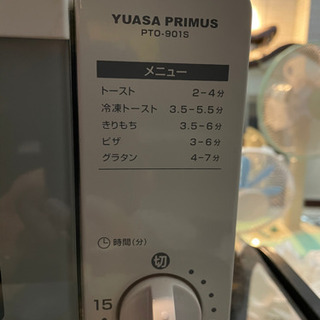 YUASA PRIMUS
PTO-901S
メニュー
トースト 2-4分
冷凍トースト 3.5-5.5分
きりもち 3.5-6分
ピザ 3-6分
グラタン 4-7分
時間(分)
切
15